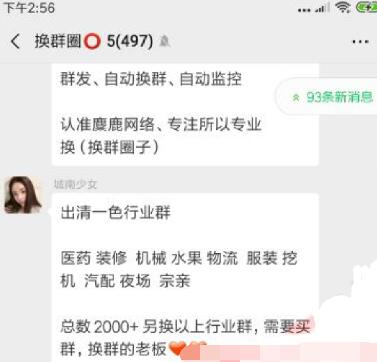 下午2:56
换群圈⭕ 5(497)
群发、自动换群、自动监控
93条新消息
认准麋鹿网络、专注所以专业
换（换群圈子）
城南少女
出清一色行业群
医药 装修 机械 水果 物流 服装 挖
机 汽配 夜场 宗亲
总数2000+ 另换以上行业群，需要买
群，换群的老板❤️❤️